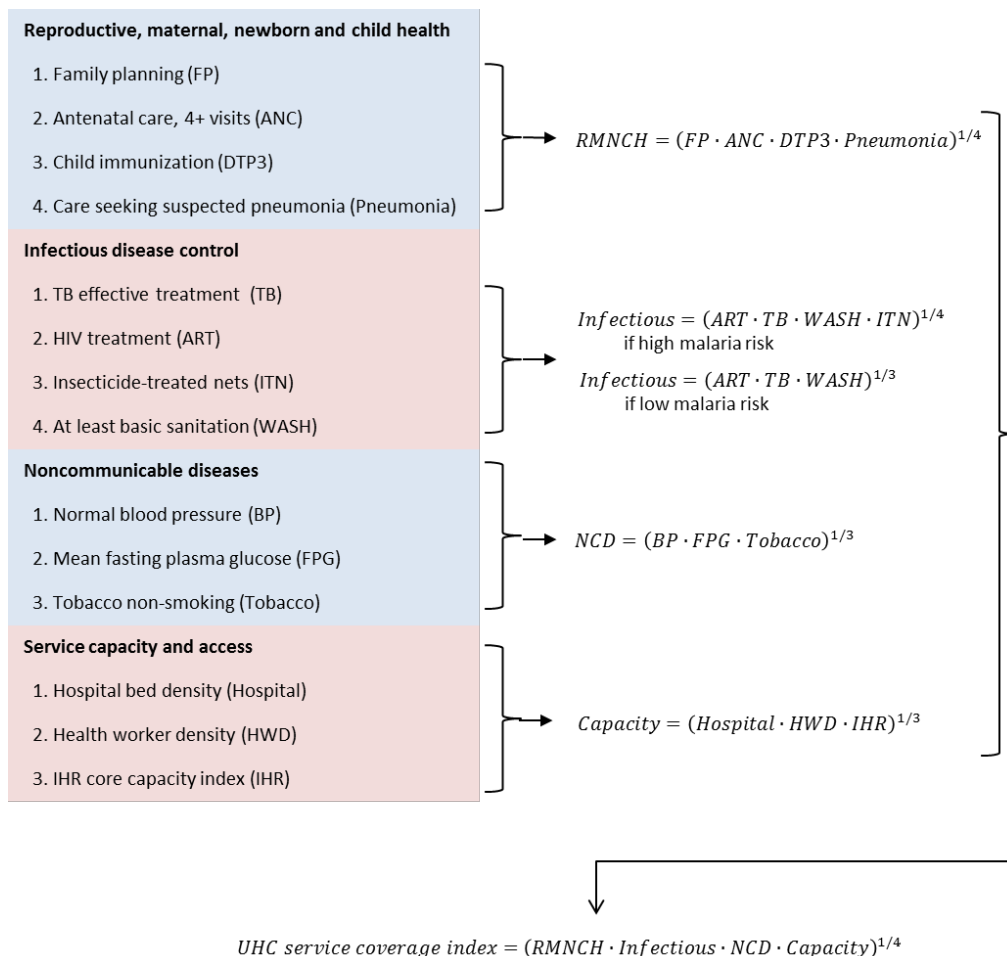 Reproductive, maternal, newborn and child health
1. Family planning (FP)
2. Antenatal care, 4+ visits (ANC)
3. Child immunization (DTP3)
4. Care seeking suspected pneumonia (Pneumonia)
RMNCH = (FP · ANC · DTP3 · Pneumonia)^{1/4}
Infectious disease control
1. TB effective treatment (TB)
2. HIV treatment (ART)
3. Insecticide-treated nets (ITN)
4. At least basic sanitation (WASH)
Infectious = (ART · TB · WASH · ITN)^{1/4}
if high malaria risk
Infectious = (ART · TB · WASH)^{1/3}
if low malaria risk
Noncommunicable diseases
1. Normal blood pressure (BP)
2. Mean fasting plasma glucose (FPG)
3. Tobacco non-smoking (Tobacco)
NCD = (BP · FPG · Tobacco)^{1/3}
Service capacity and access
1. Hospital bed density (Hospital)
2. Health worker density (HWD)
3. IHR core capacity index (IHR)
Capacity = (Hospital · HWD · IHR)^{1/3}
UHC service coverage index = (RMNCH · Infectious · NCD · Capacity)^{1/4}